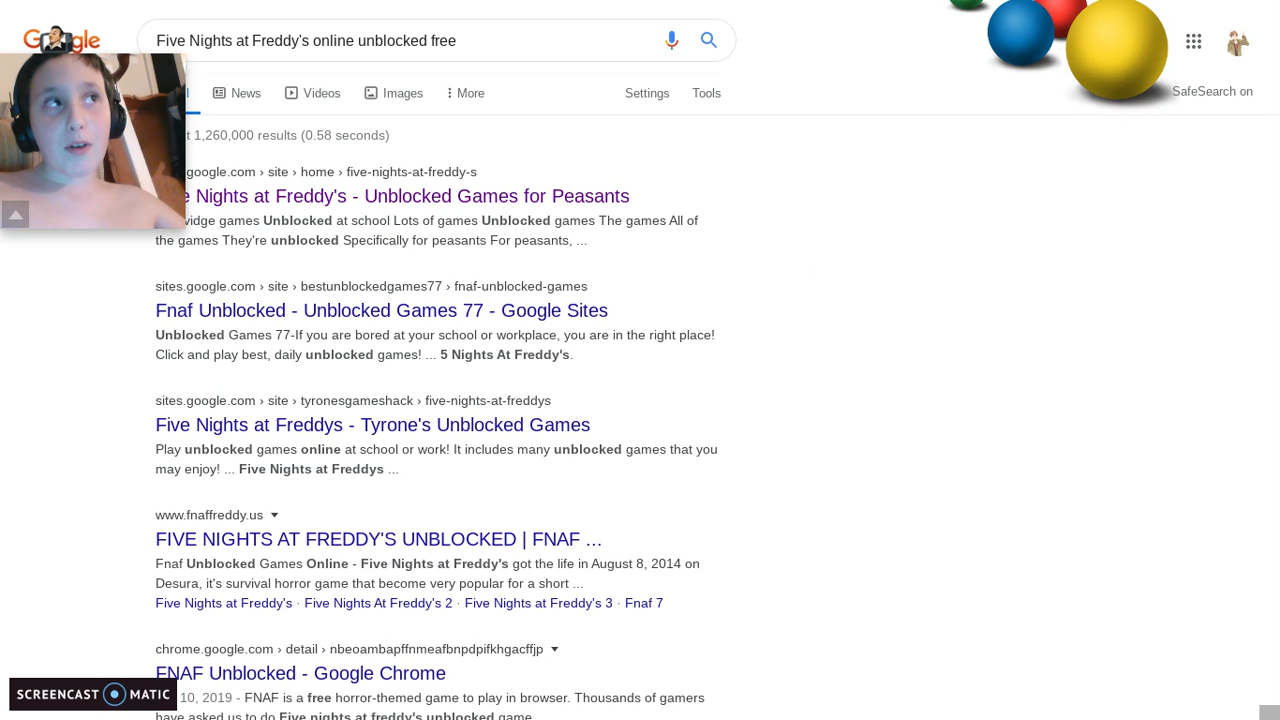 Five Nights at Freddy's online unblocked free
News Videos Images More Settings Tools SafeSearch on
1,260,000 results (0.58 seconds)
› site › home › five-nights-at-freddy-s
Nights at Freddy's - Unblocked Games for Peasants
games Unblocked at school Lots of games Unblocked games The games All of
the games They're unblocked Specifically for peasants For peasants, ...
sites.google.com › site › bestunblockedgames77 › fnaf-unblocked-games
Fnaf Unblocked - Unblocked Games 77 - Google Sites
Unblocked Games 77-If you are bored at your school or workplace, you are in the right place!
Click and play best, daily unblocked games! ... 5 Nights At Freddy's.
sites.google.com › site › tyronesgameshack › five-nights-at-freddys
Five Nights at Freddys - Tyrone's Unblocked Games
Play unblocked games online at school or work! It includes many unblocked games that you
may enjoy! ... Five Nights at Freddys ...
www.fnaffreddy.us
FIVE NIGHTS AT FREDDY'S UNBLOCKED | FNAF ...
Fnaf Unblocked Games Online - Five Nights at Freddy's got the life in August 8, 2014 on
Desura, it's survival horror game that become very popular for a short ...
Five Nights at Freddy's · Five Nights At Freddy's 2 · Five Nights at Freddy's 3 · Fnaf 7
chrome.google.com › detail › nbeoambapffnmeafbnpdpifkhgacffjp
FNAF Unblocked - Google Chrome
10, 2019 - FNAF is a free horror-themed game to play in browser. Thousands of gamers
have asked us to do Five nights at freddy's unblocked game
SCREENCAST MATIC